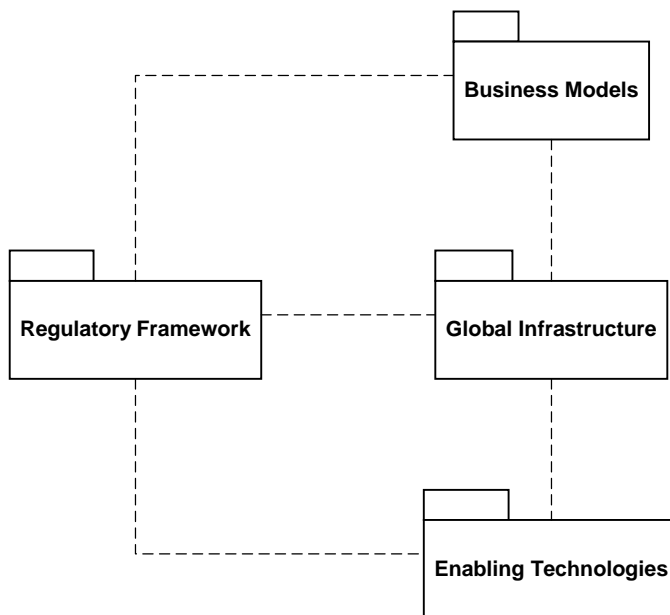 Business Models
Regulatory Framework
Global Infrastructure
Enabling Technologies